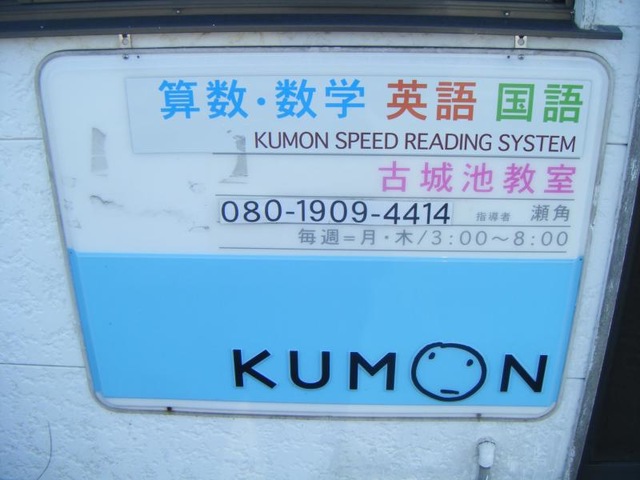 算数・数学 英語 国語
KUMON SPEED READING SYSTEM
古城池教室
080-1909-4414 指導者 瀬角
毎週=月・木/3:00～8:00
KUMON